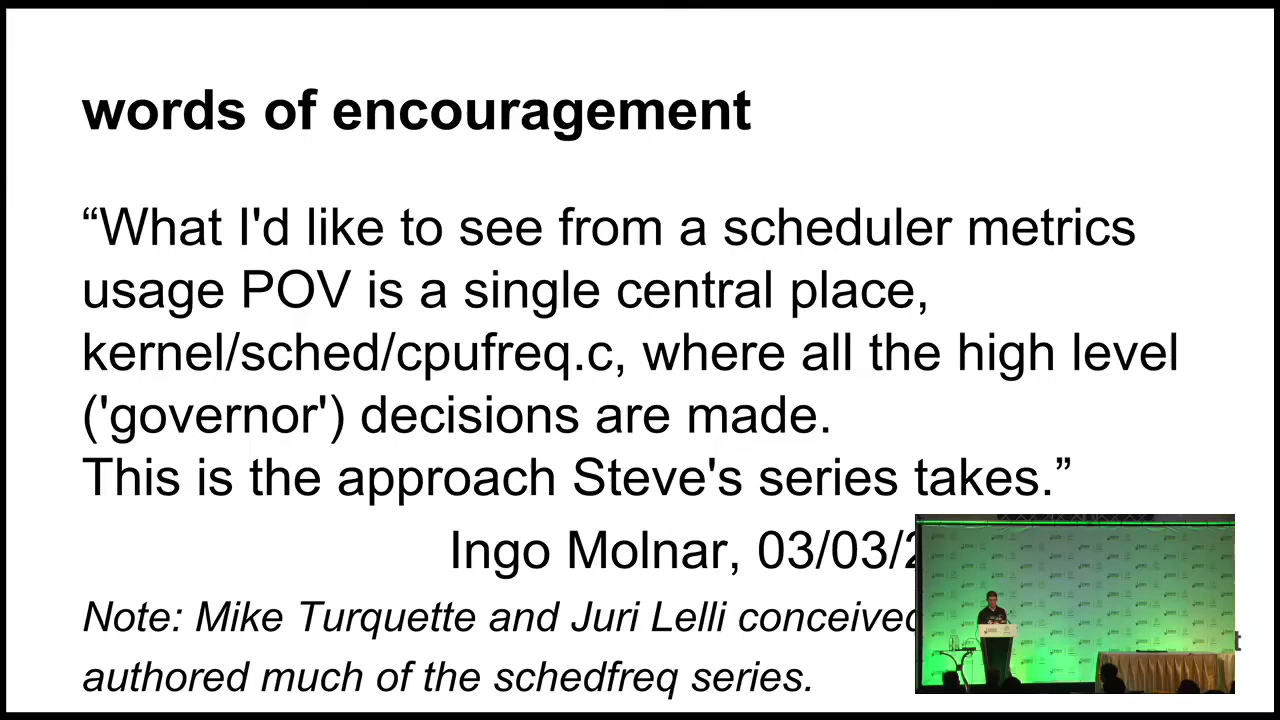 words of encouragement
“What I'd like to see from a scheduler metrics
usage POV is a single central place,
kernel/sched/cpufreq.c, where all the high level
('governor') decisions are made.
This is the approach Steve's series takes.”
Ingo Molnar, 03/03/
Note: Mike Turquette and Juri Lelli conceived
authored much of the schedfreq series.